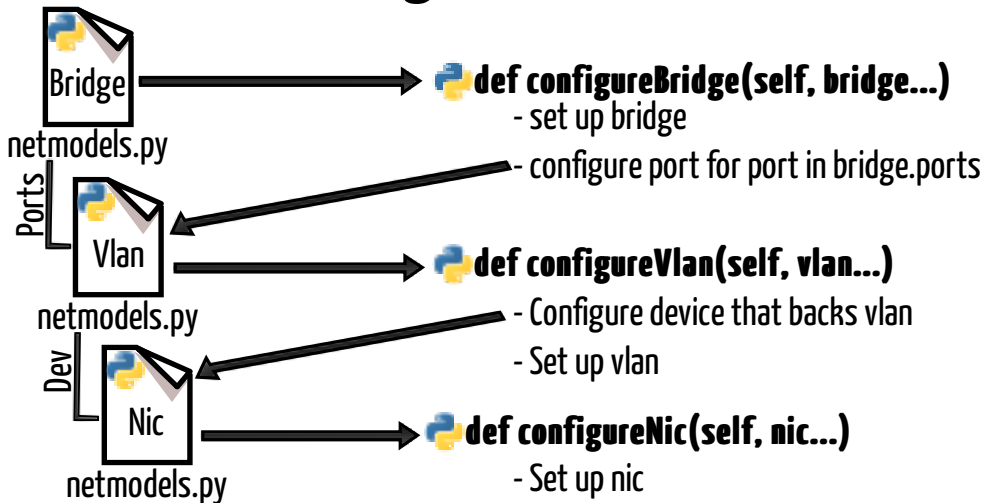 Bridge
netmodels.py
def configureBridge(self, bridge...)
- set up bridge
- configure port for port in bridge.ports
Ports
Vlan
netmodels.py
def configureVlan(self, vlan...)
- Configure device that backs vlan
- Set up vlan
Dev
Nic
netmodels.py
def configureNic(self, nic...)
- Set up nic